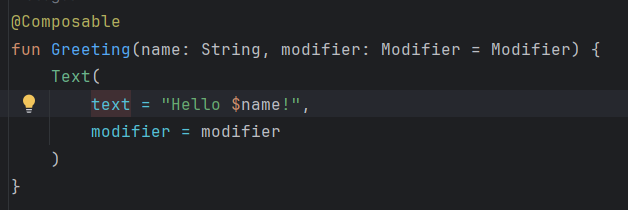 @Composable
fun Greeting(name: String, modifier: Modifier = Modifier) {
    Text(
        text = "Hello $name!",
        modifier = modifier
    )
}